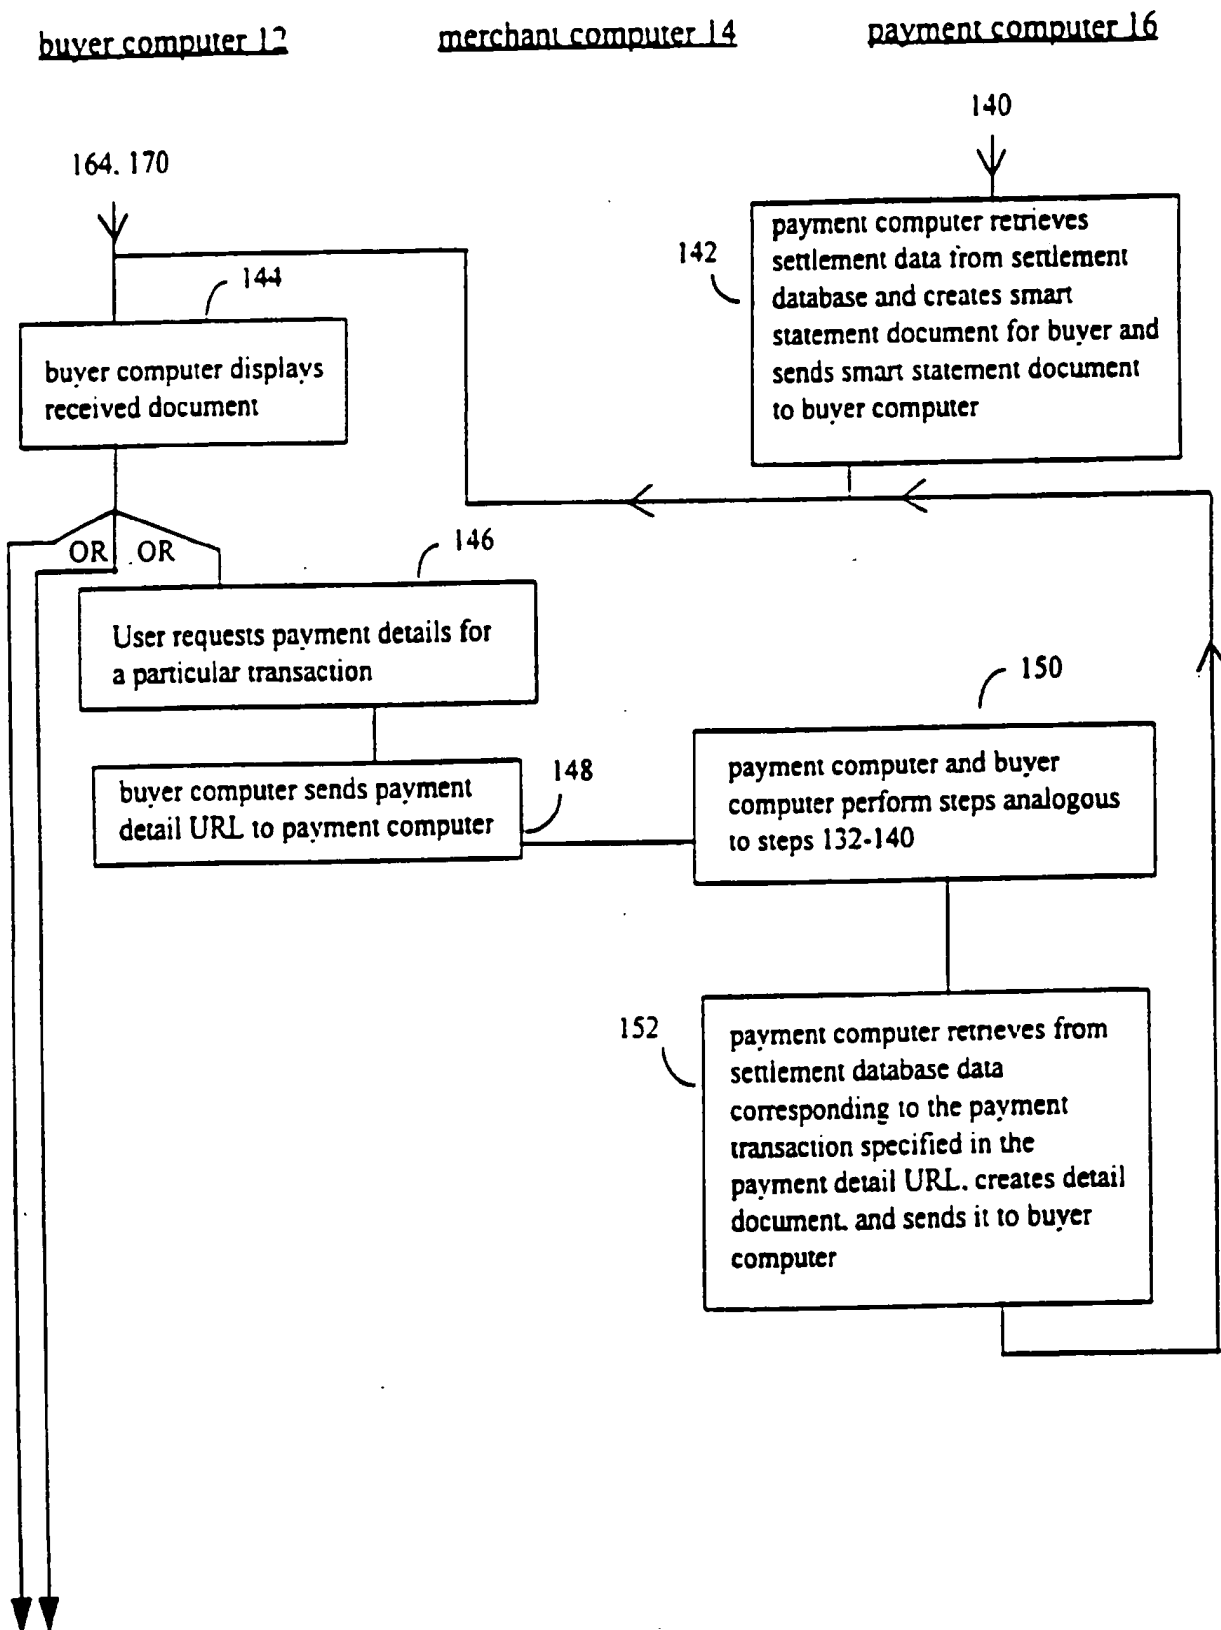 buyer computer 12
merchant computer 14
payment computer 16
140
164, 170
142
payment computer retrieves
settlement data from settlement
database and creates smart
statement document for buyer and
sends smart statement document
to buyer computer
144
buyer computer displays
received document
OR OR
146
User requests payment details for
a particular transaction
148
buyer computer sends payment
detail URL to payment computer
150
payment computer and buyer
computer perform steps analogous
to steps 132-140
152
payment computer retrieves from
settlement database data
corresponding to the payment
transaction specified in the
payment detail URL, creates detail
document, and sends it to buyer
computer